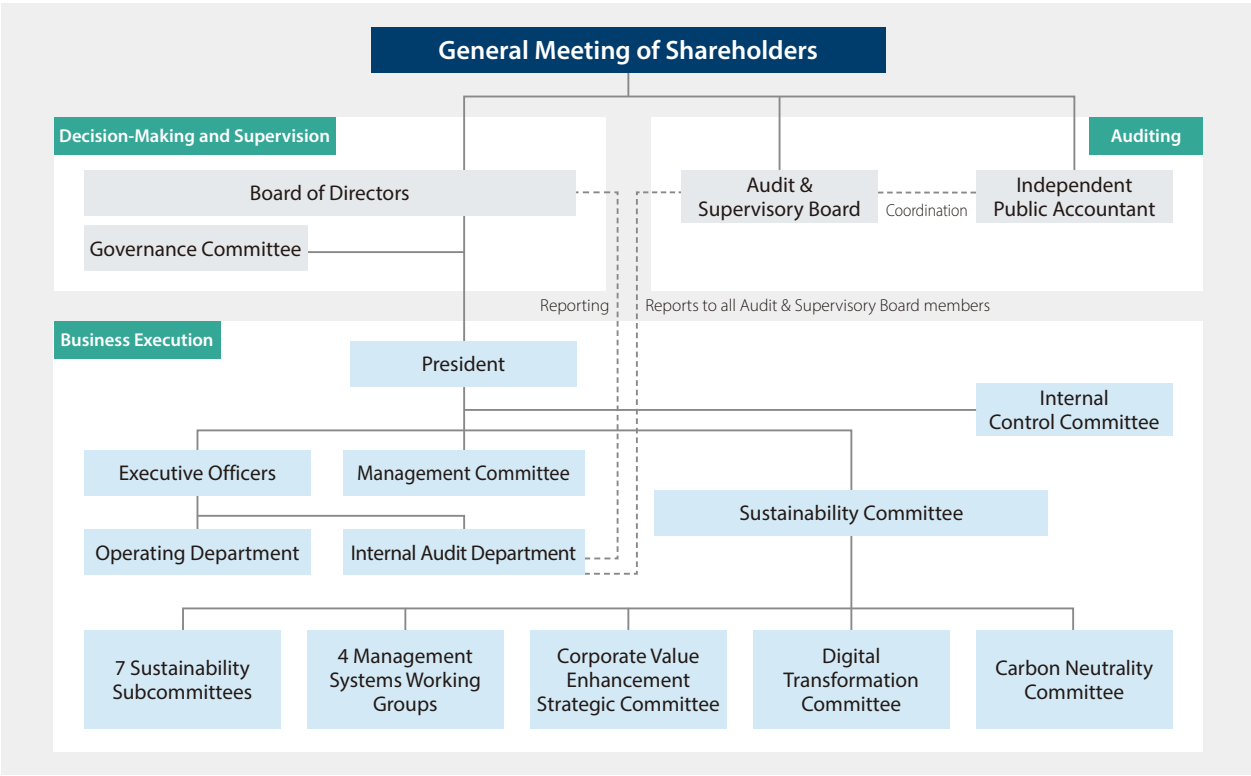 General Meeting of Shareholders
Decision-Making and Supervision
Auditing
Board of Directors
Governance Committee
Audit &
Supervisory Board
Coordination
Independent
Public Accountant
Reporting
Reports to all Audit & Supervisory Board members
Business Execution
President
Internal
Control Committee
Executive Officers
Management Committee
Sustainability Committee
Operating Department
Internal Audit Department
7 Sustainability
Subcommittees
4 Management
Systems Working
Groups
Corporate Value
Enhancement
Strategic Committee
Digital
Transformation
Committee
Carbon Neutrality
Committee